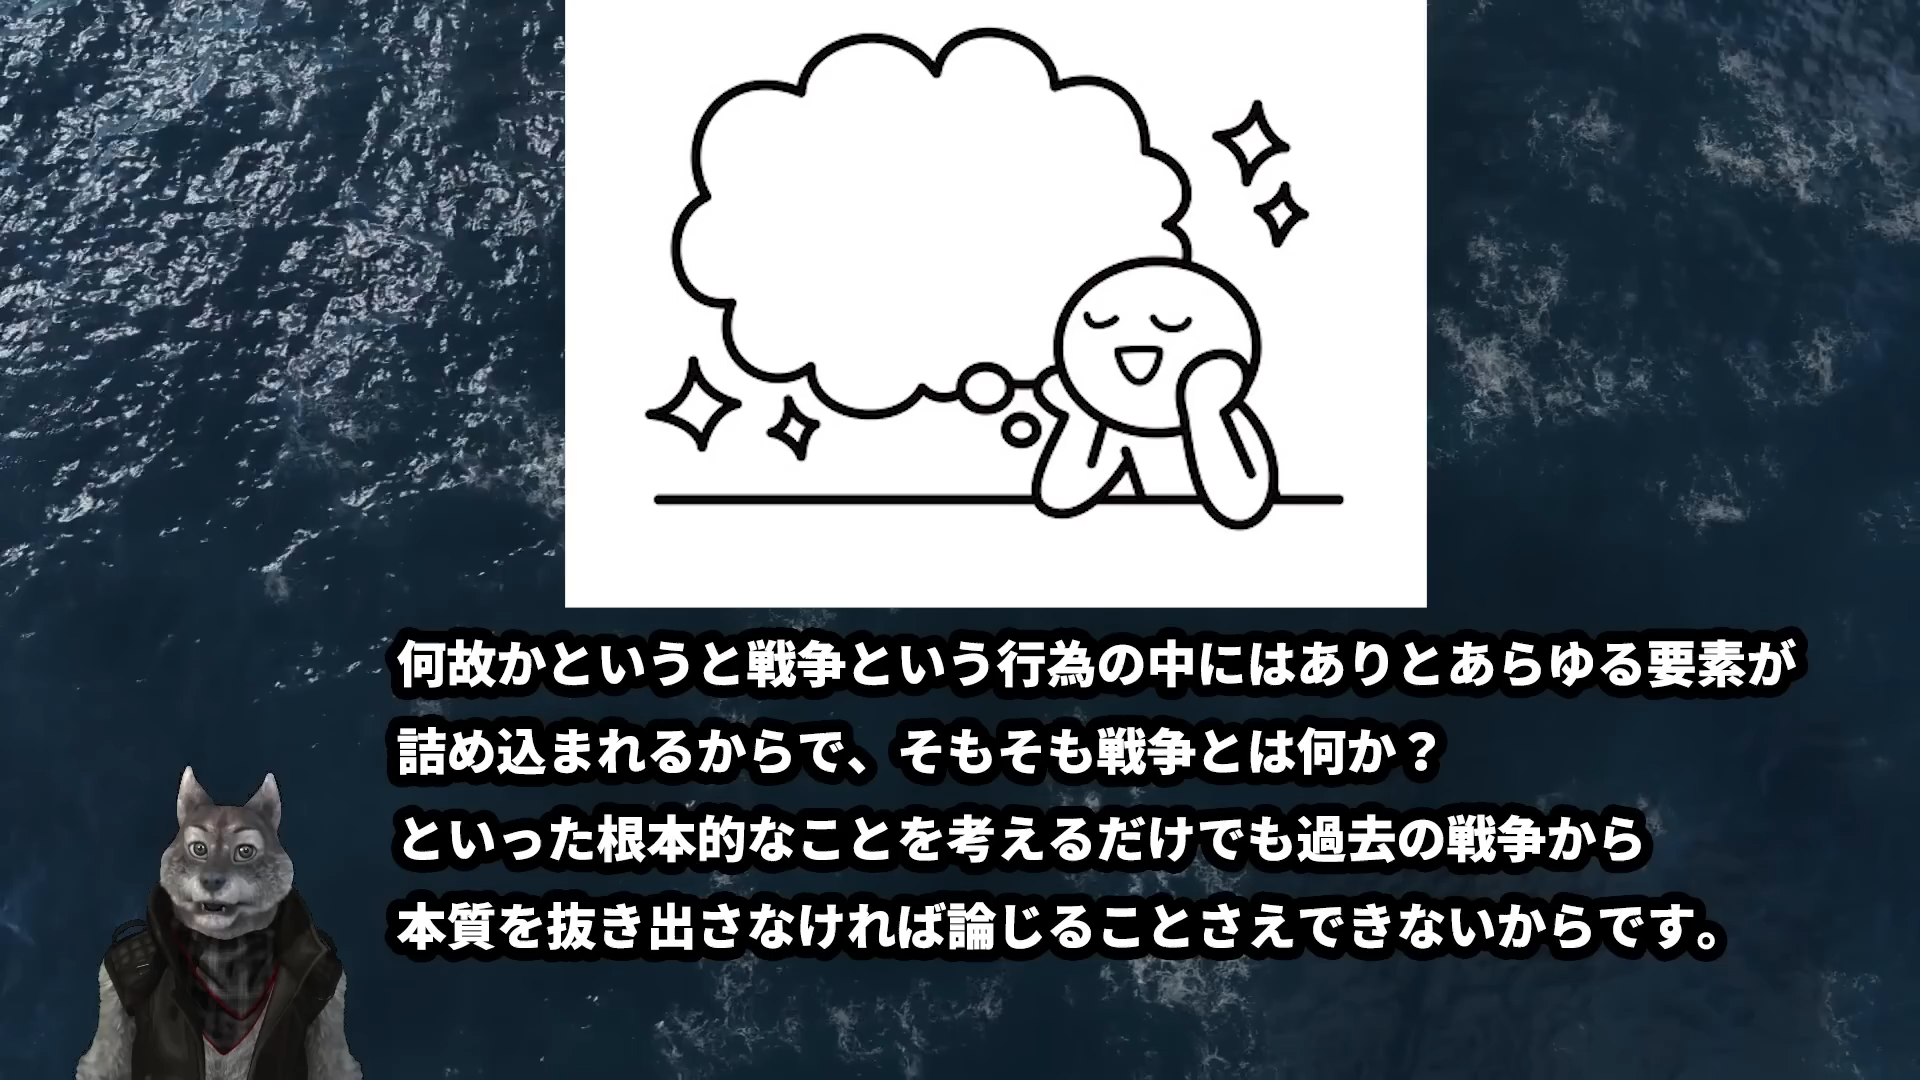 何故かというと戦争という行為の中にはありとあらゆる要素が
詰め込まれるからで、そもそも戦争とは何か？
といった根本的なことを考えるだけでも過去の戦争から
本質を抜き出さなければ論じることさえできないからです。